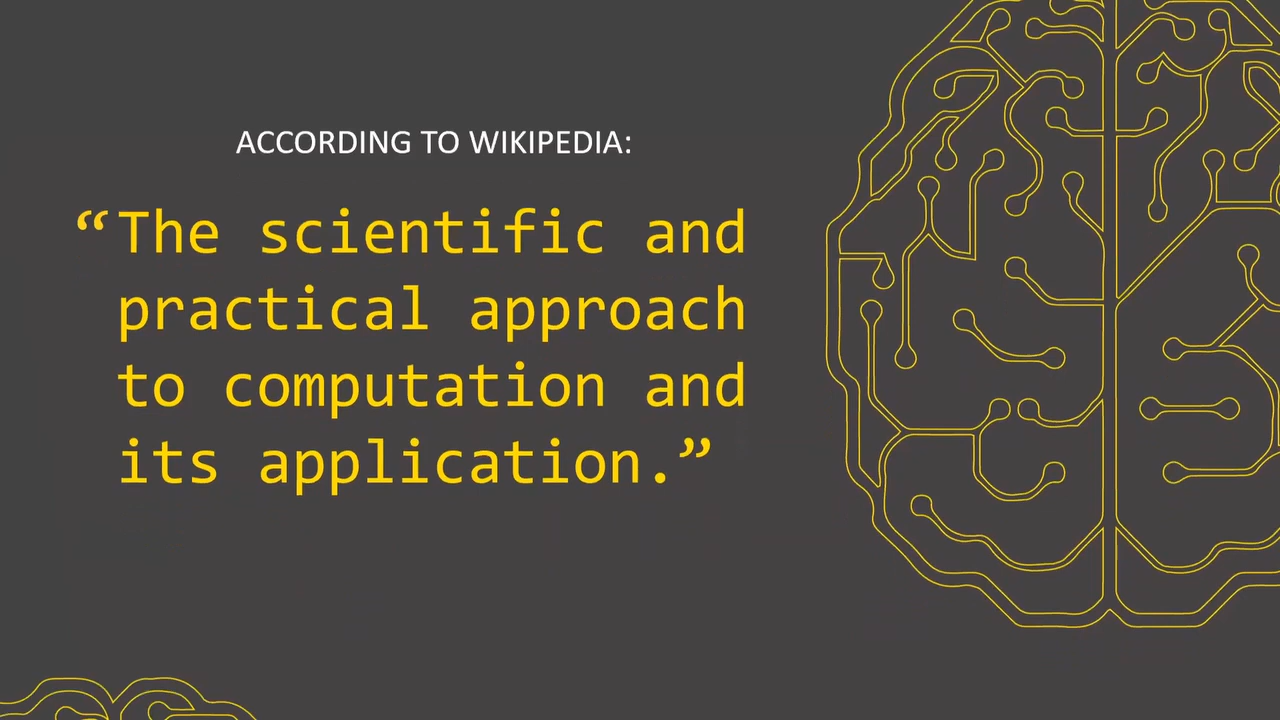 ACCORDING TO WIKIPEDIA:
“The scientific and
practical approach
to computation and
its application.”